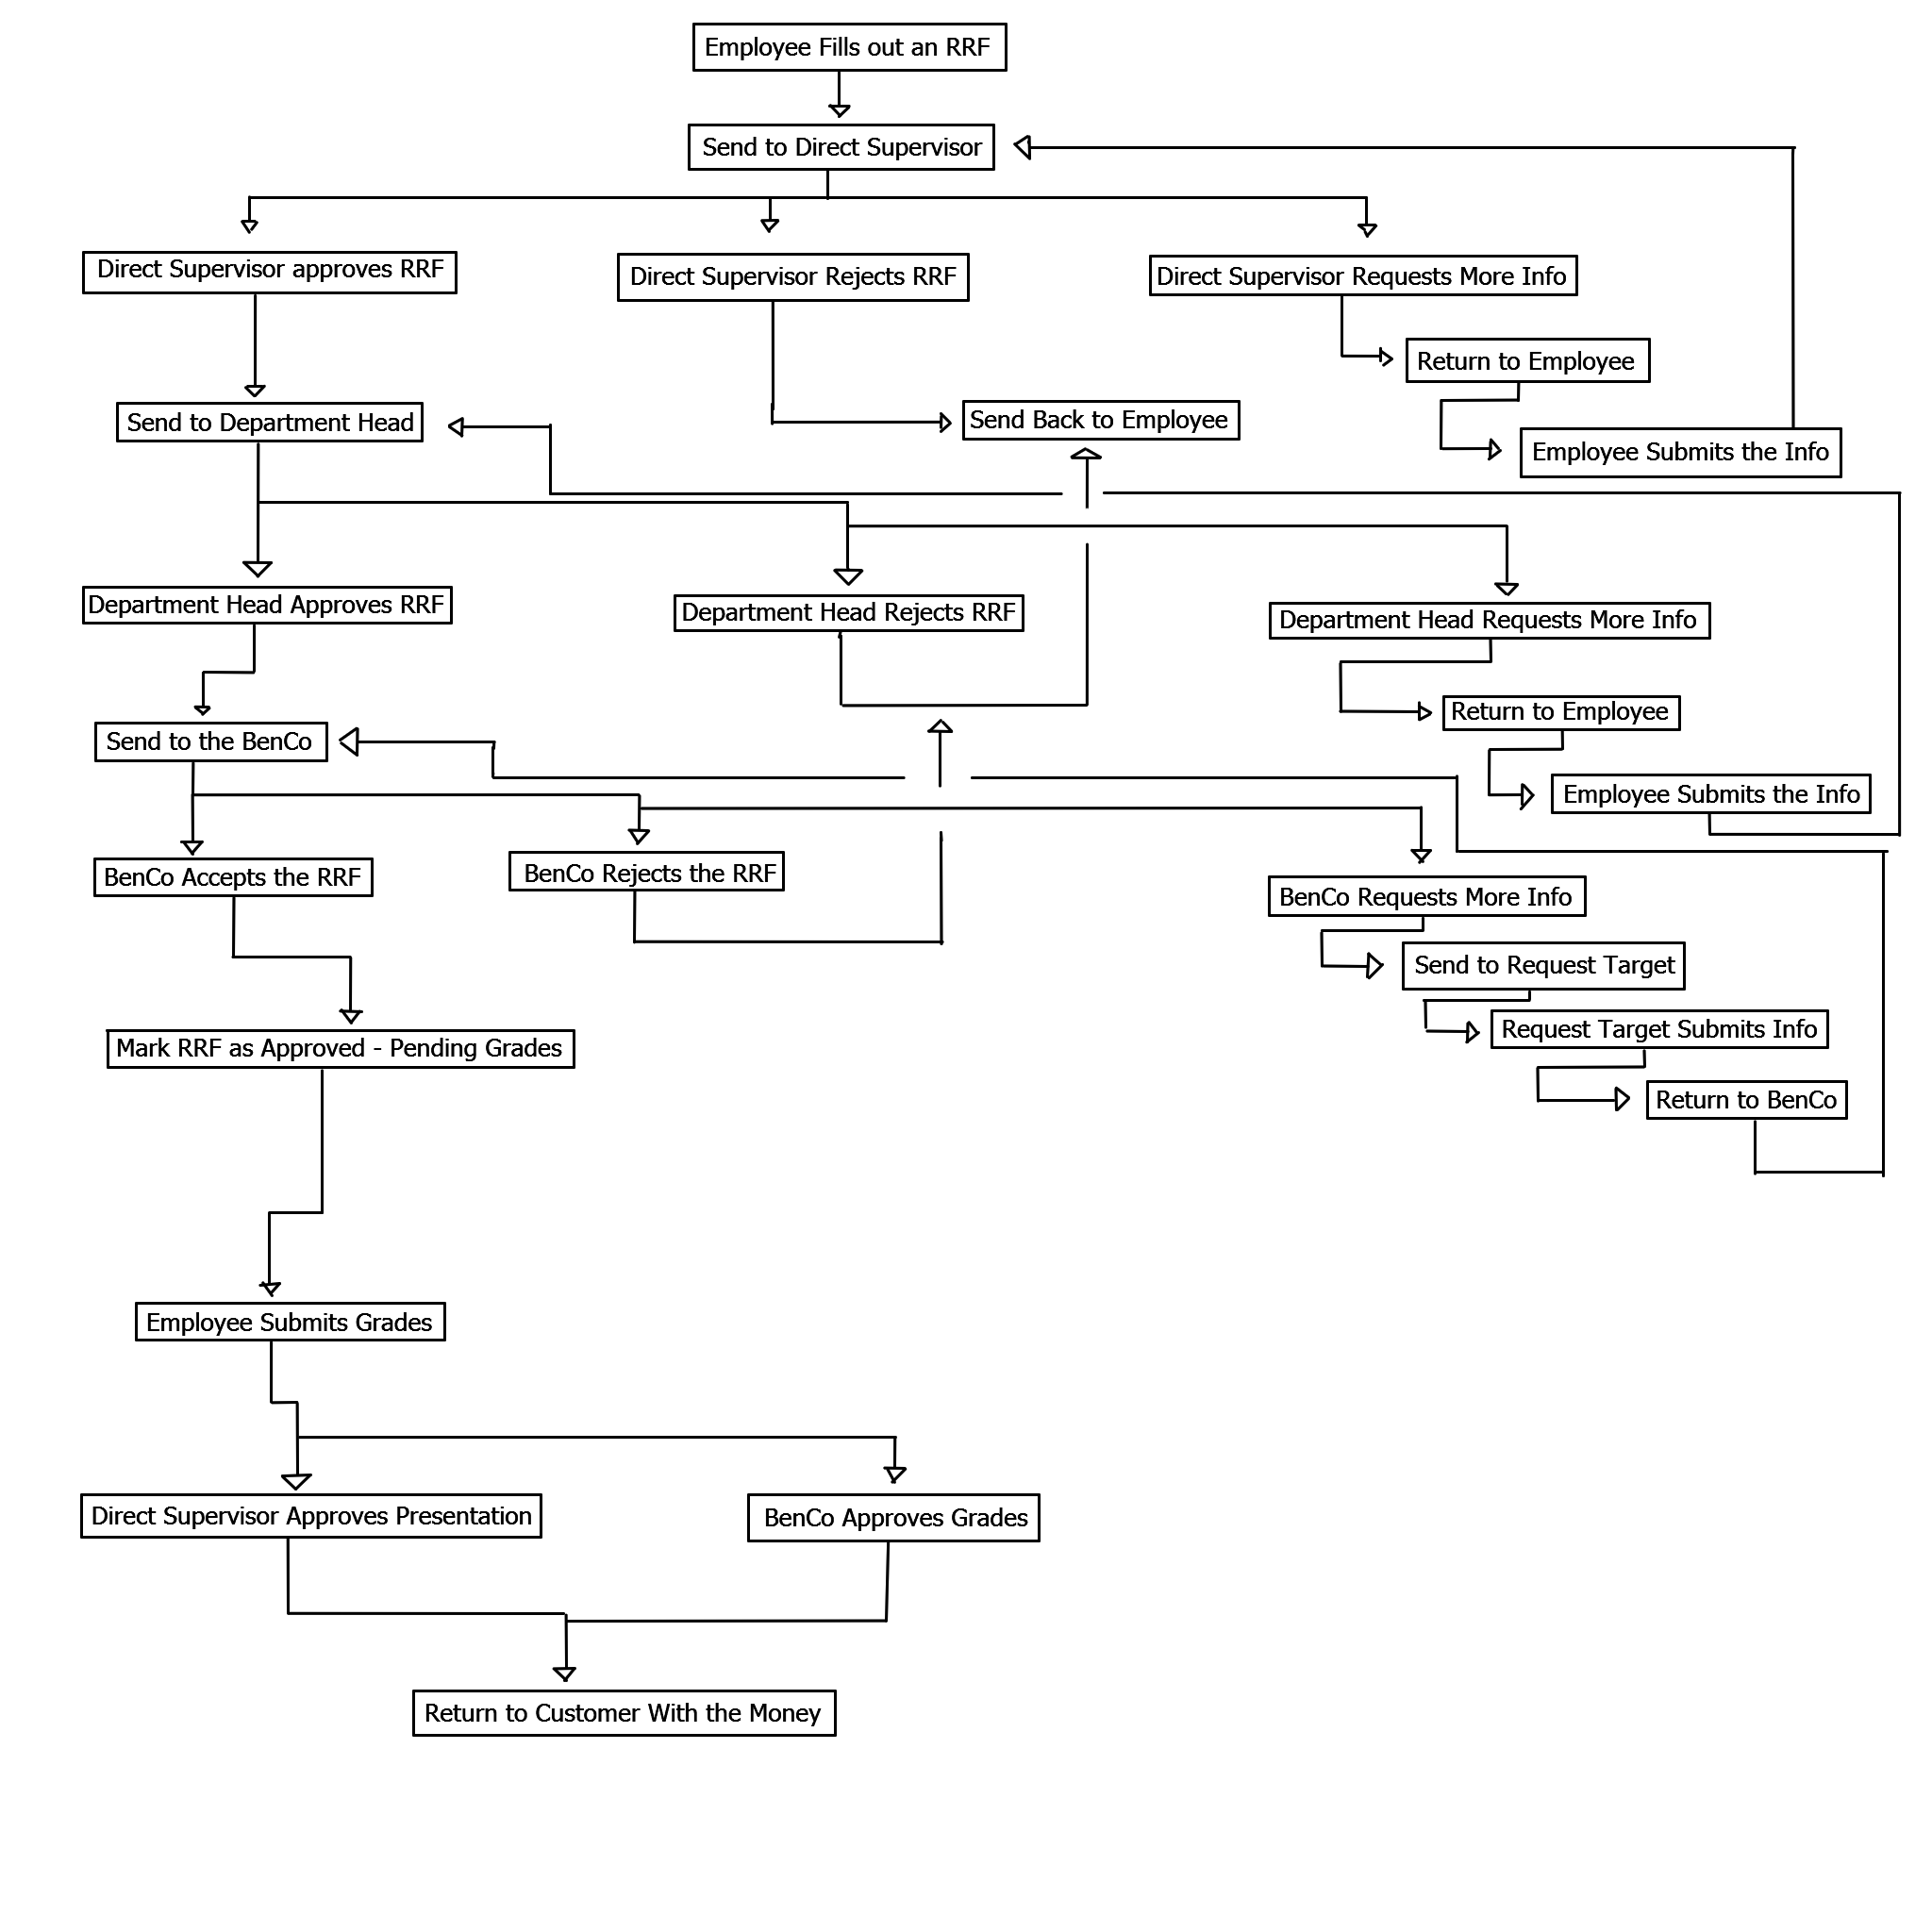 Employee Fills out an RRF
Send to Direct Supervisor
Direct Supervisor approves RRF
Direct Supervisor Rejects RRF
Direct Supervisor Requests More Info
Return to Employee
Send to Department Head
Send Back to Employee
Employee Submits the Info
Department Head Approves RRF
Department Head Rejects RRF
Department Head Requests More Info
Return to Employee
Send to the BenCo
Employee Submits the Info
BenCo Accepts the RRF
BenCo Rejects the RRF
BenCo Requests More Info
Send to Request Target
Request Target Submits Info
Mark RRF as Approved - Pending Grades
Return to BenCo
Employee Submits Grades
Direct Supervisor Approves Presentation
BenCo Approves Grades
Return to Customer With the Money